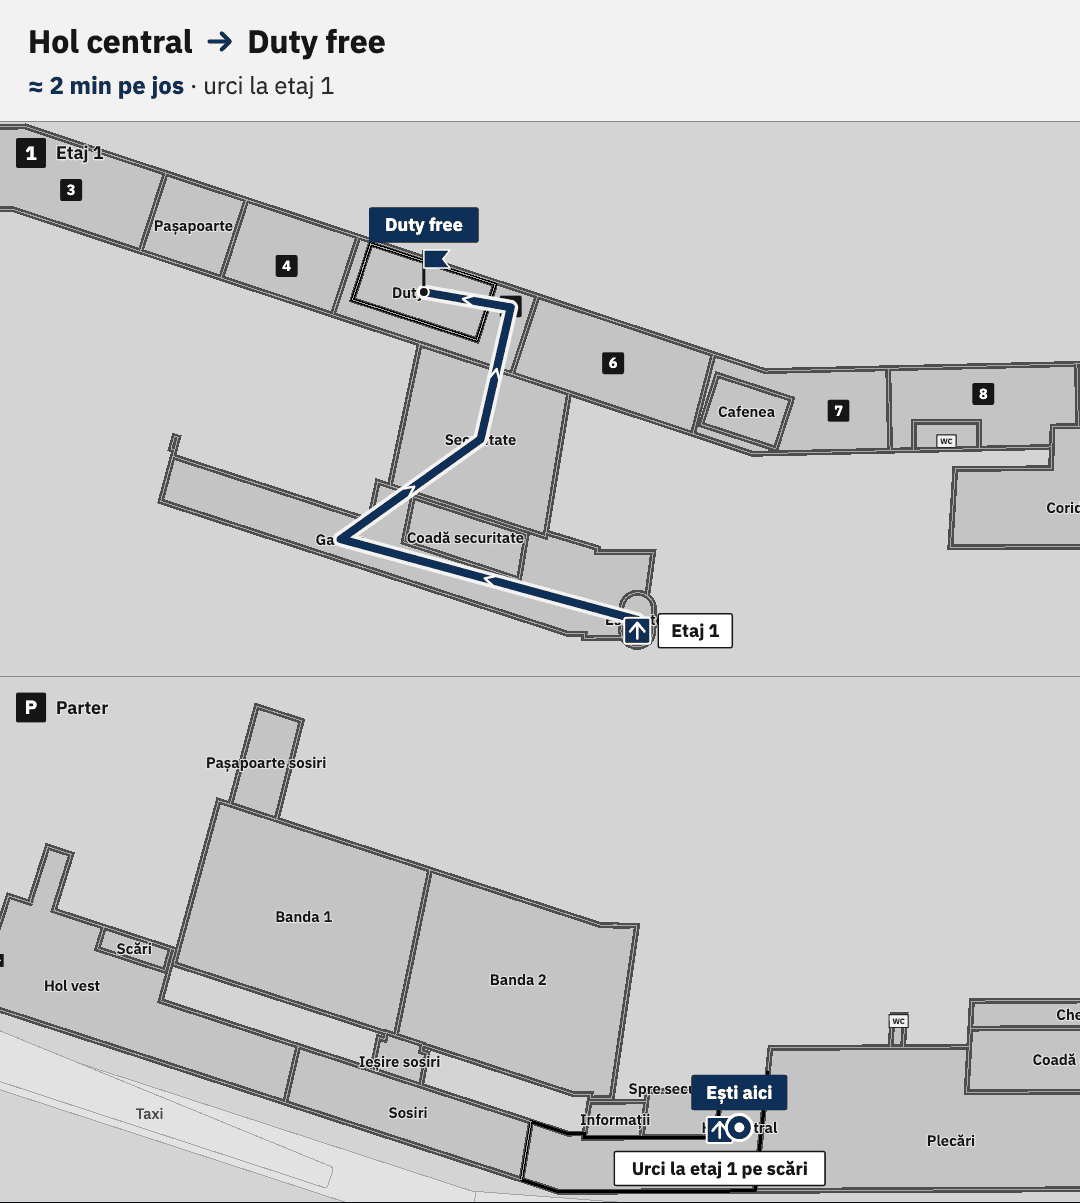 Hol central → Duty free
≈ 2 min pe jos · urci la etaj 1
1 Etaj 1
3
Pașapoarte
Duty free
4
6
Cafenea
7
8
WC
Securitate
Coadă securitate
Etaj 1
P Parter
Pașapoarte sosiri
Banda 1
Scări
Banda 2
Hol vest
WC
Ieșire sosiri
Coadă
Ești aici
Sosiri
Taxi
Informații
Plecări
Urci la etaj 1 pe scări